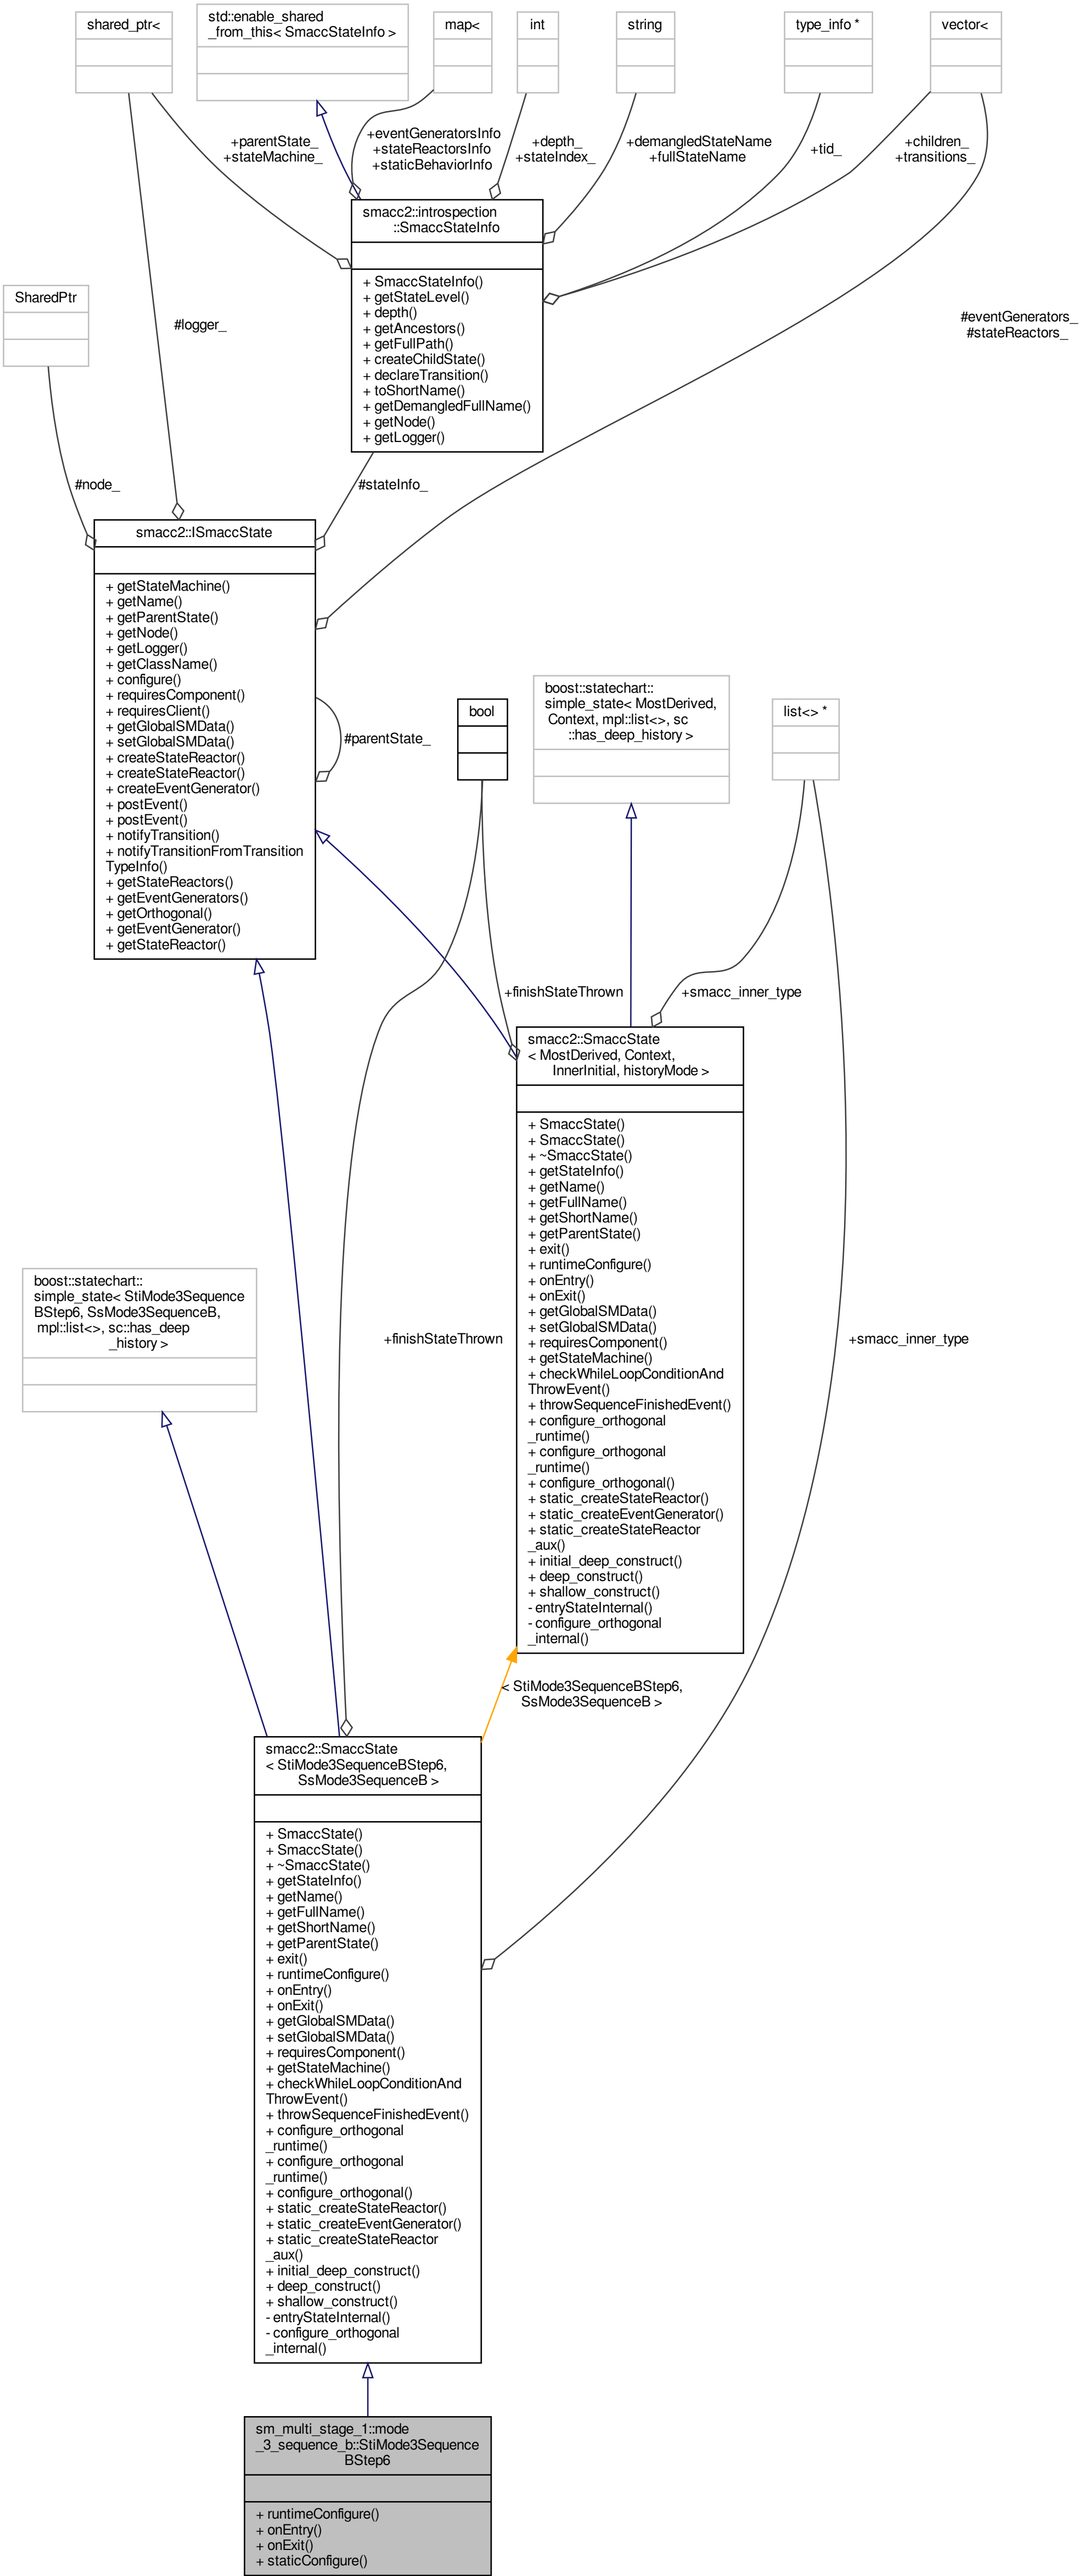 shared_ptr<
std::enable_shared
_from_this< SmaccStateInfo >
map<
int
string
type_info *
vector<
+parentState_
+stateMachine_
+eventGeneratorsInfo
+stateReactorsInfo
+staticBehaviorInfo
+depth_
+stateIndex_
+demangledStateName
+fullStateName
+tid_
+children_
+transitions_
smacc2::introspection
::SmaccStateInfo
+ SmaccStateInfo()
+ getStateLevel()
+ depth()
+ getAncestors()
+ getFullPath()
+ createChildState()
+ declareTransition()
+ toShortName()
+ getDemangledFullName()
+ getNode()
+ getLogger()
SharedPtr
#logger_
#eventGenerators_
#stateReactors_
#node_
#stateInfo_
smacc2::ISmaccState
+ getStateMachine()
+ getName()
+ getParentState()
+ getNode()
+ getLogger()
+ getClassName()
+ configure()
+ requiresComponent()
+ requiresClient()
+ getGlobalSMData()
+ setGlobalSMData()
+ createStateReactor()
+ createStateReactor()
+ createEventGenerator()
+ postEvent()
+ postEvent()
+ notifyTransition()
+ notifyTransitionFromTransition
TypeInfo()
+ getStateReactors()
+ getEventGenerators()
+ getOrthogonal()
+ getEventGenerator()
+ getStateReactor()
#parentState_
bool
boost::statechart::
simple_state< MostDerived,
Context, mpl::list<>, sc
::has_deep_history >
list<> *
+finishStateThrown
+smacc_inner_type
smacc2::SmaccState
< MostDerived, Context,
InnerInitial, historyMode >
+ SmaccState()
+ SmaccState()
+ ~SmaccState()
+ getStateInfo()
+ getName()
+ getFullName()
+ getShortName()
+ getParentState()
+ exit()
+ runtimeConfigure()
+ onEntry()
+ onExit()
+ getGlobalSMData()
+ setGlobalSMData()
+ requiresComponent()
+ getStateMachine()
+ checkWhileLoopConditionAnd
ThrowEvent()
+ throwSequenceFinishedEvent()
+ configure_orthogonal
_runtime()
+ configure_orthogonal
_runtime()
+ configure_orthogonal()
+ static_createStateReactor()
+ static_createEventGenerator()
+ static_createStateReactor
_aux()
+ initial_deep_construct()
+ deep_construct()
+ shallow_construct()
- entryStateInternal()
- configure_orthogonal
_internal()
boost::statechart::
simple_state< StiMode3Sequence
BStep6, SsMode3SequenceB,
mpl::list<>, sc::has_deep
_history >
+finishStateThrown
+smacc_inner_type
< StiMode3SequenceBStep6,
SsMode3SequenceB >
smacc2::SmaccState
< StiMode3SequenceBStep6,
SsMode3SequenceB >
+ SmaccState()
+ SmaccState()
+ ~SmaccState()
+ getStateInfo()
+ getName()
+ getFullName()
+ getShortName()
+ getParentState()
+ exit()
+ runtimeConfigure()
+ onEntry()
+ onExit()
+ getGlobalSMData()
+ setGlobalSMData()
+ requiresComponent()
+ getStateMachine()
+ checkWhileLoopConditionAnd
ThrowEvent()
+ throwSequenceFinishedEvent()
+ configure_orthogonal
_runtime()
+ configure_orthogonal
_runtime()
+ configure_orthogonal()
+ static_createStateReactor()
+ static_createEventGenerator()
+ static_createStateReactor
_aux()
+ initial_deep_construct()
+ deep_construct()
+ shallow_construct()
- entryStateInternal()
- configure_orthogonal
_internal()
sm_multi_stage_1::mode
_3_sequence_b::StiMode3Sequence
BStep6
+ runtimeConfigure()
+ onEntry()
+ onExit()
+ staticConfigure()